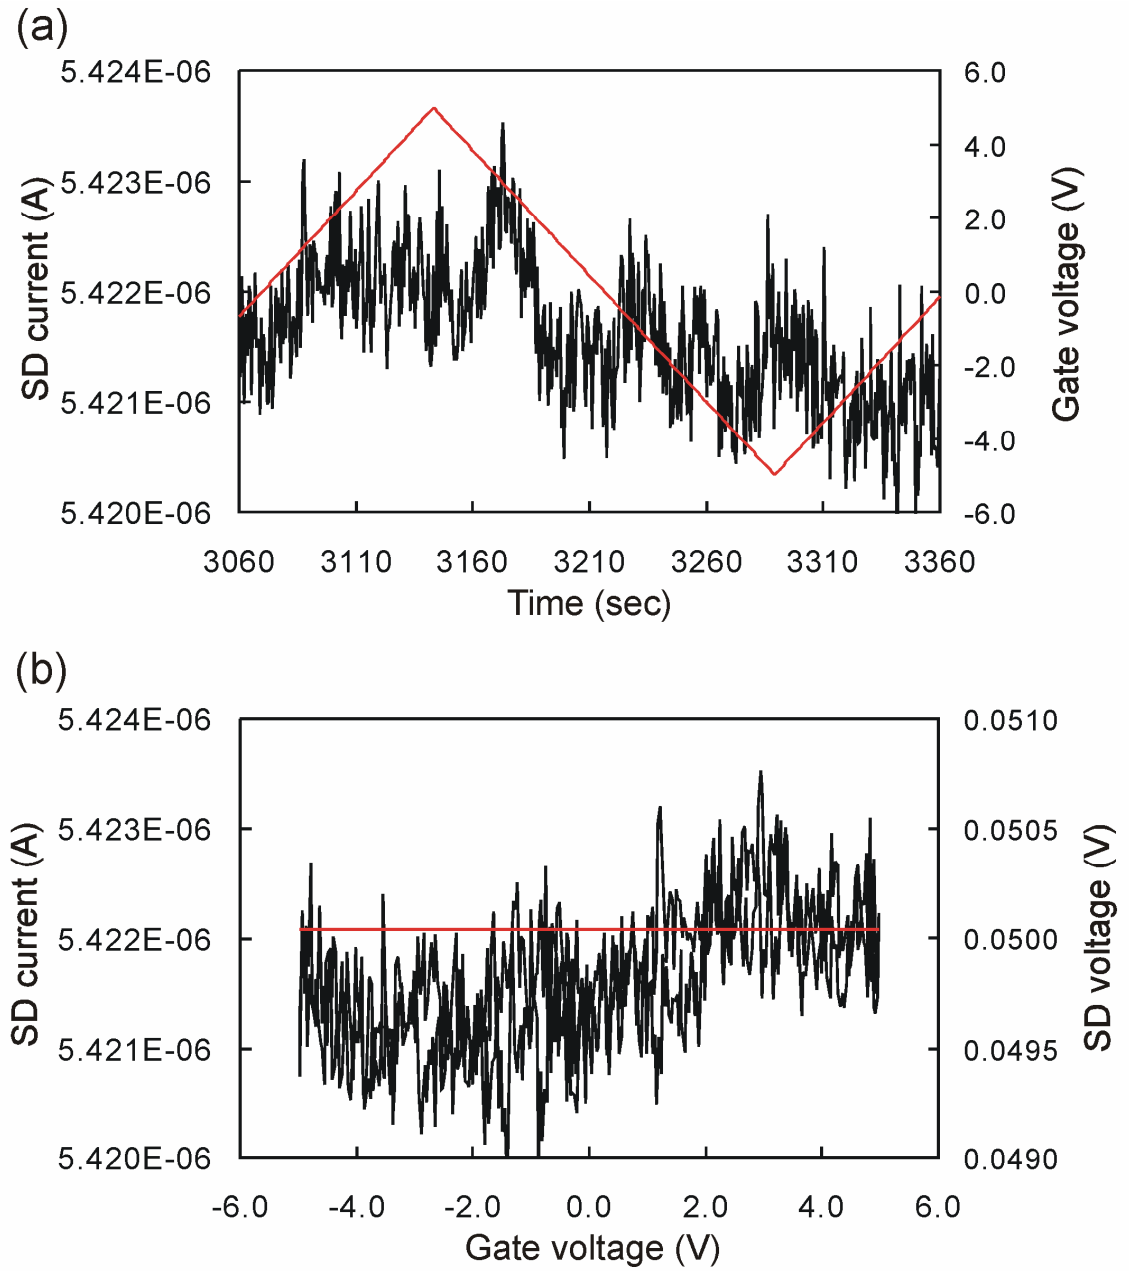 (a)
5.424E-06
5.423E-06
5.422E-06
5.421E-06
5.420E-06
SD current (A)
6.0
4.0
2.0
0.0
-2.0
-4.0
-6.0
Gate voltage (V)
3060 3110 3160 3210 3260 3310 3360
Time (sec)
(b)
5.424E-06
5.423E-06
5.422E-06
5.421E-06
5.420E-06
SD current (A)
0.0510
0.0505
0.0500
0.0495
0.0490
SD voltage (V)
-6.0 -4.0 -2.0 0.0 2.0 4.0 6.0
Gate voltage (V)